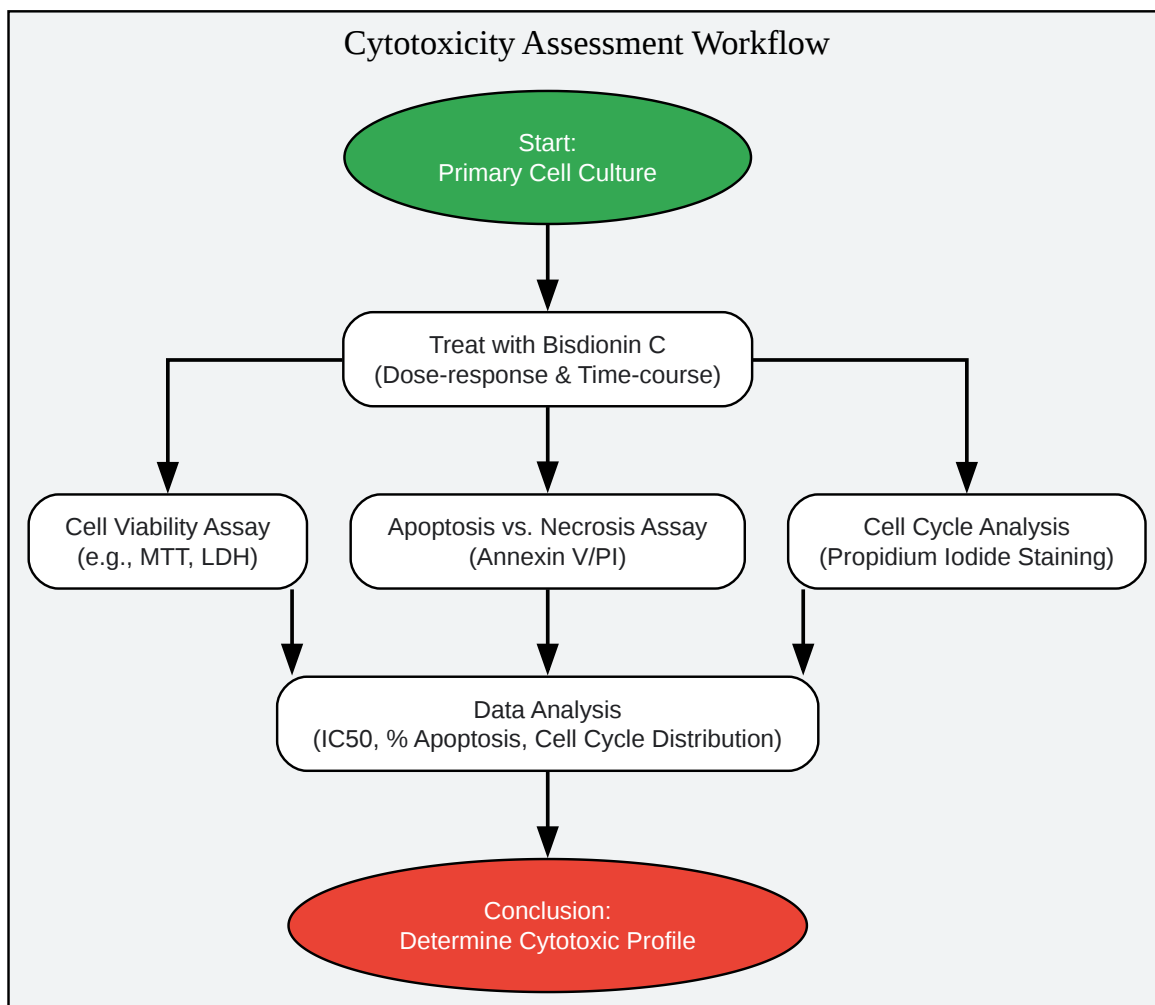 Cytotoxicity Assessment Workflow
Start:
Primary Cell Culture
Treat with Bisdionin C
(Dose-response & Time-course)
Cell Viability Assay
(e.g., MTT, LDH)
Apoptosis vs. Necrosis Assay
(Annexin V/PI)
Cell Cycle Analysis
(Propidium Iodide Staining)
Data Analysis
(IC50, % Apoptosis, Cell Cycle Distribution)
Conclusion:
Determine Cytotoxic Profile